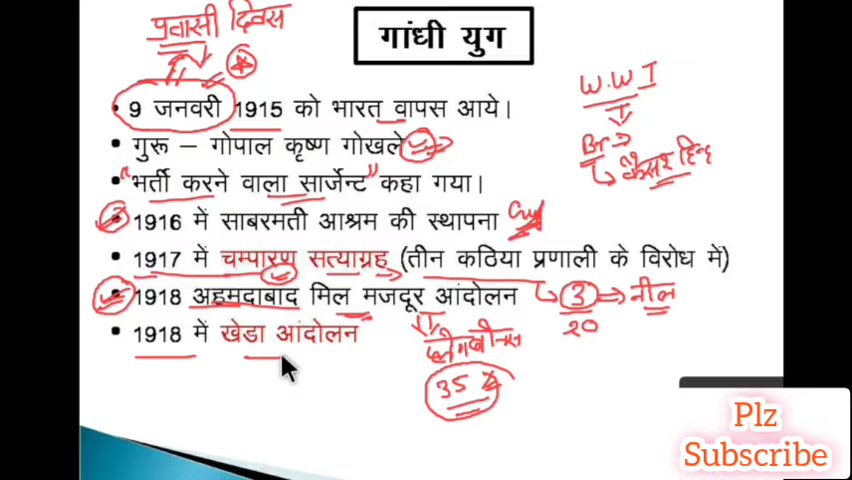 प्रवासी दिवस
गांधी युग
W.W I
• 9 जनवरी 1915 को भारत वापस आये।
• गुरू – गोपाल कृष्ण गोखले
Br →
केसर हिन्द
• "भर्ती करने वाला सार्जेन्ट" कहा गया।
• 1916 में साबरमती आश्रम की स्थापना
• 1917 में चम्पारण सत्याग्रह (तीन कठिया प्रणाली के विरोध में)
• 1918 अहमदाबाद मिल मजदूर आंदोलन
3 ⇒ नील
20
• 1918 में खेडा आंदोलन
प्लेग बोनस
35 %
Plz
Subscribe